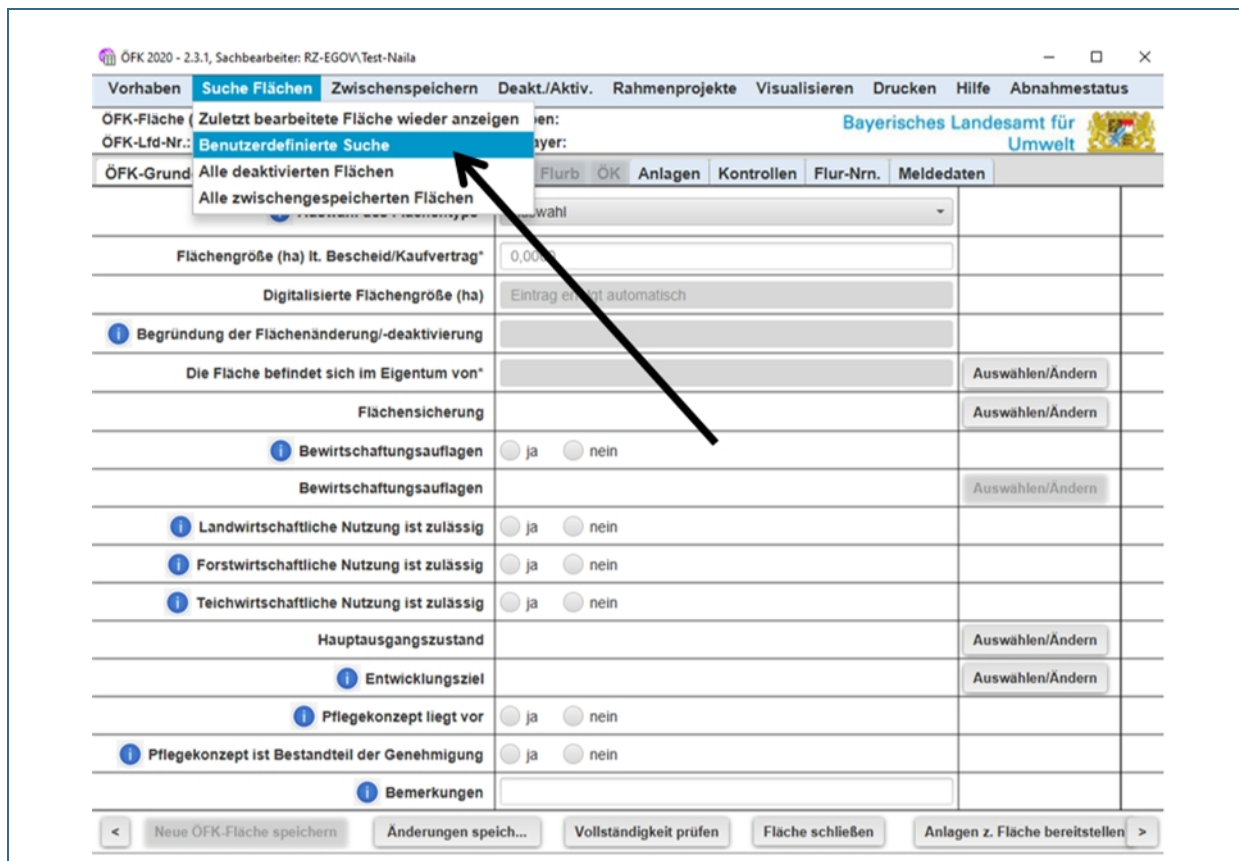 ÖFK 2020 - 2.3.1, Sachbearbeiter: RZ-EGOV\Test-Naila
Vorhaben Suche Flächen Zwischenspeichern Deakt./Aktiv. Rahmenprojekte Visualisieren Drucken Hilfe Abnahmestatus
ÖFK-Fläche ( Zuletzt bearbeitete Fläche wieder anzeigen en: Bayerisches Landesamt für
ÖFK-Lfd-Nr.: Benutzerdefinierte Suche ayer: Umwelt
ÖFK-Grund Alle deaktivierten Flächen Flurb ÖK Anlagen Kontrollen Flur-Nrn. Meldedaten
Alle zwischengespeicherten Flächen
Flächengröße (ha) lt. Bescheid/Kaufvertrag*
Digitalisierte Flächengröße (ha) Eintrag erfolgt automatisch
Begründung der Flächenänderung/-deaktivierung
Die Fläche befindet sich im Eigentum von* Auswählen/Ändern
Flächensicherung Auswählen/Ändern
Bewirtschaftungsauflagen ja nein
Bewirtschaftungsauflagen Auswählen/Ändern
Landwirtschaftliche Nutzung ist zulässig ja nein
Forstwirtschaftliche Nutzung ist zulässig ja nein
Teichwirtschaftliche Nutzung ist zulässig ja nein
Hauptausgangszustand Auswählen/Ändern
Entwicklungsziel Auswählen/Ändern
Pflegekonzept liegt vor ja nein
Pflegekonzept ist Bestandteil der Genehmigung ja nein
Bemerkungen
< Neue ÖFK-Fläche speichern Änderungen speich... Vollständigkeit prüfen Fläche schließen Anlagen z. Fläche bereitstellen >